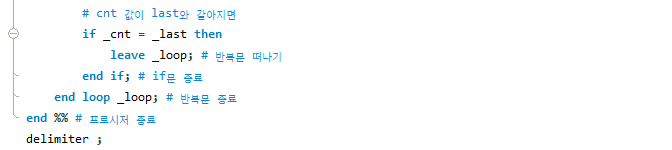 # cnt 값이 last와 같아지면
if _cnt = _last then
leave _loop; # 반복문 떠나기
end if; # if문 종료
end loop _loop; # 반복문 종료
end %% # 프로시저 종료
delimiter ;